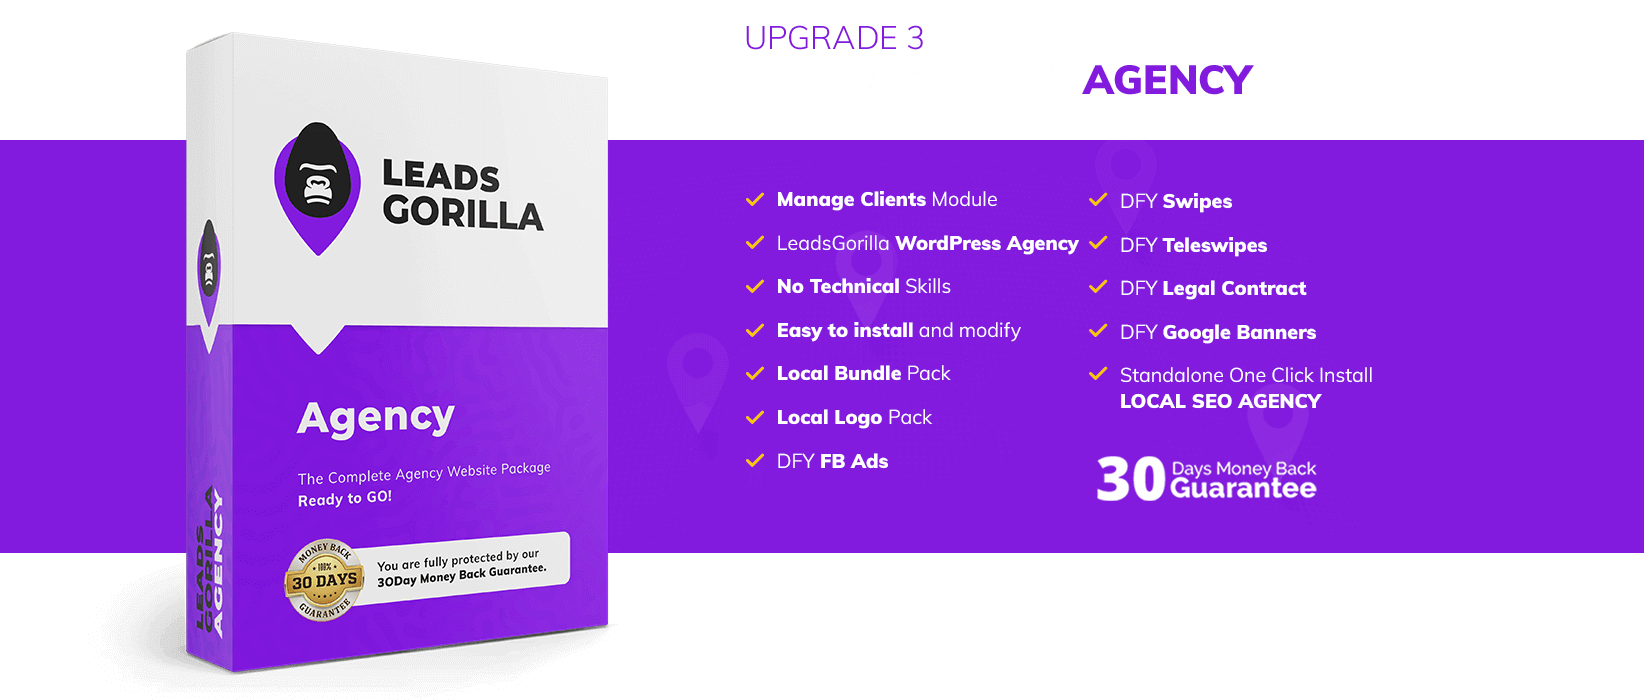 UPGRADE 3
AGENCY
LEADS
GORILLA
Agency
The Complete Agency Website Package
Ready to GO!
MONEY BACK
100%
30 DAYS
GUARANTEE
You are fully protected by our
30Day Money Back Guarantee.
LEADS
GORILLA
AGENCY
Manage Clients Module
LeadsGorilla WordPress Agency
No Technical Skills
Easy to install and modify
Local Bundle Pack
Local Logo Pack
DFY FB Ads
DFY Swipes
DFY Teleswipes
DFY Legal Contract
DFY Google Banners
Standalone One Click Install
LOCAL SEO AGENCY
30 Days Money Back
Guarantee